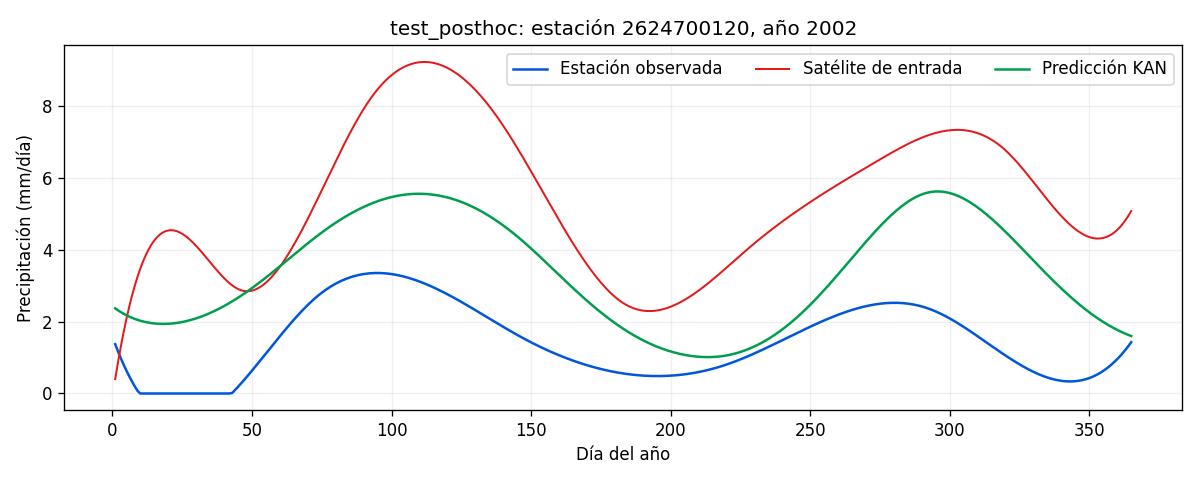 test_posthoc: estación 2624700120, año 2002
Estación observada
Satélite de entrada
Predicción KAN
Precipitación (mm/día)
8
6
4
2
0
0
50
100
150
200
250
300
350
Día del año